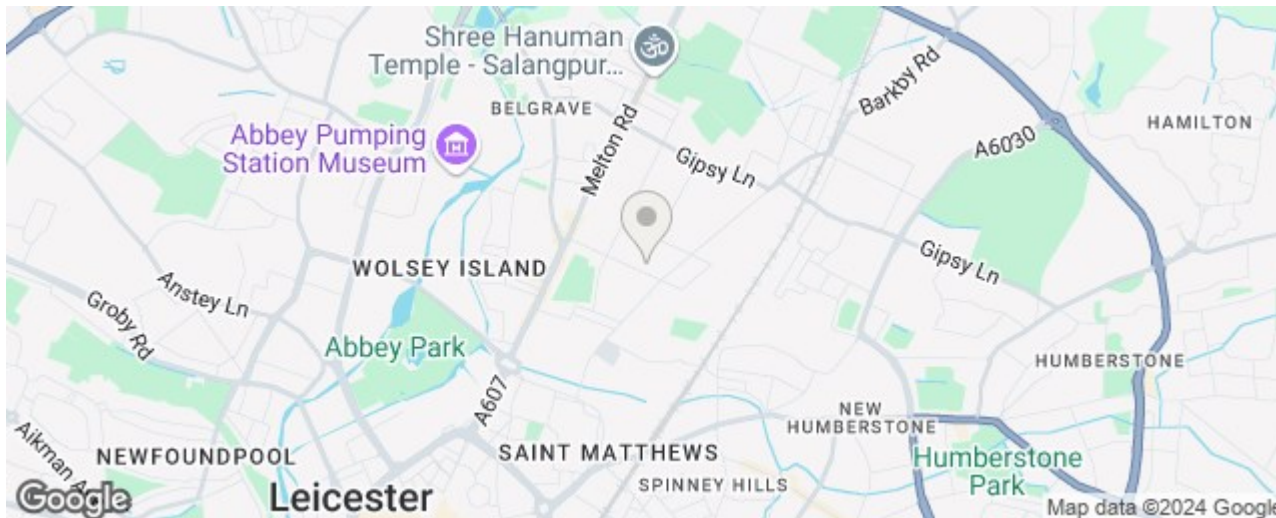 Shree Hanuman
Temple - Salangpur...
BELGRAVE
Barkby Rd
Abbey Pumping
Station Museum
HAMILTON
A6030
Melton Rd
Gipsy Ln
WOLSEY ISLAND
Gipsy Ln
Anstey Ln
Groby Rd
Abbey Park
HUMBERSTONE
A607
NEW
HUMBERSTONE
Aikman
NEWFOUNDPOOL
SAINT MATTHEWS
Humberstone
Park
SPINNEY HILLS
Google
Leicester
Map data ©2024 Google